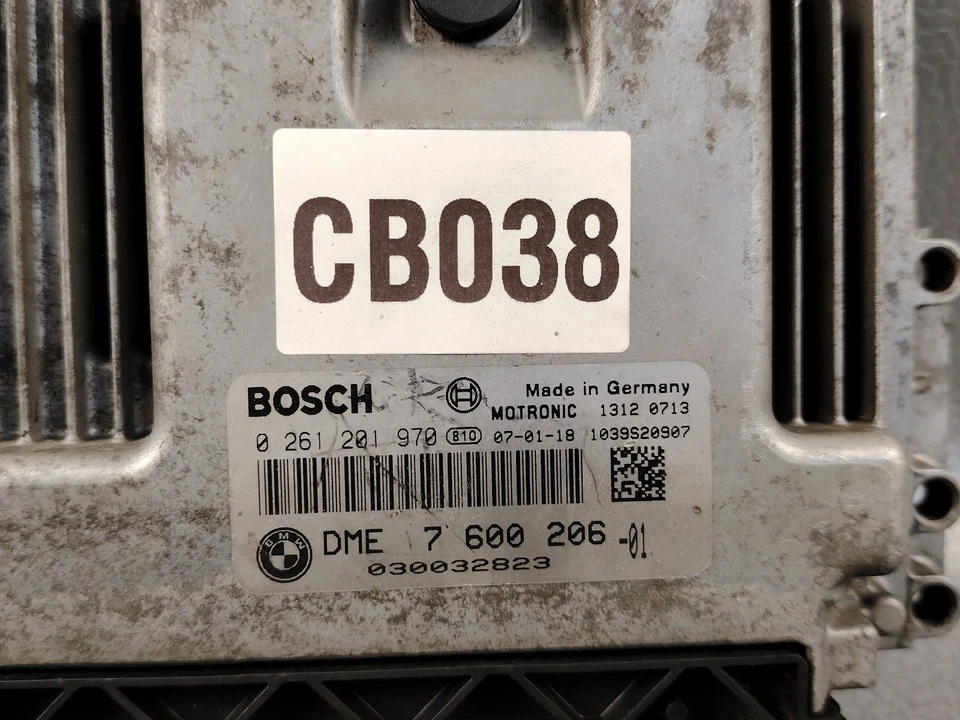 CB038
BOSCH Made in Germany
MOTRONIC 1312 0713
0 261 201 970 810 07-01-18 1039S20907
BMW DME 7 600 206 -01
030032823